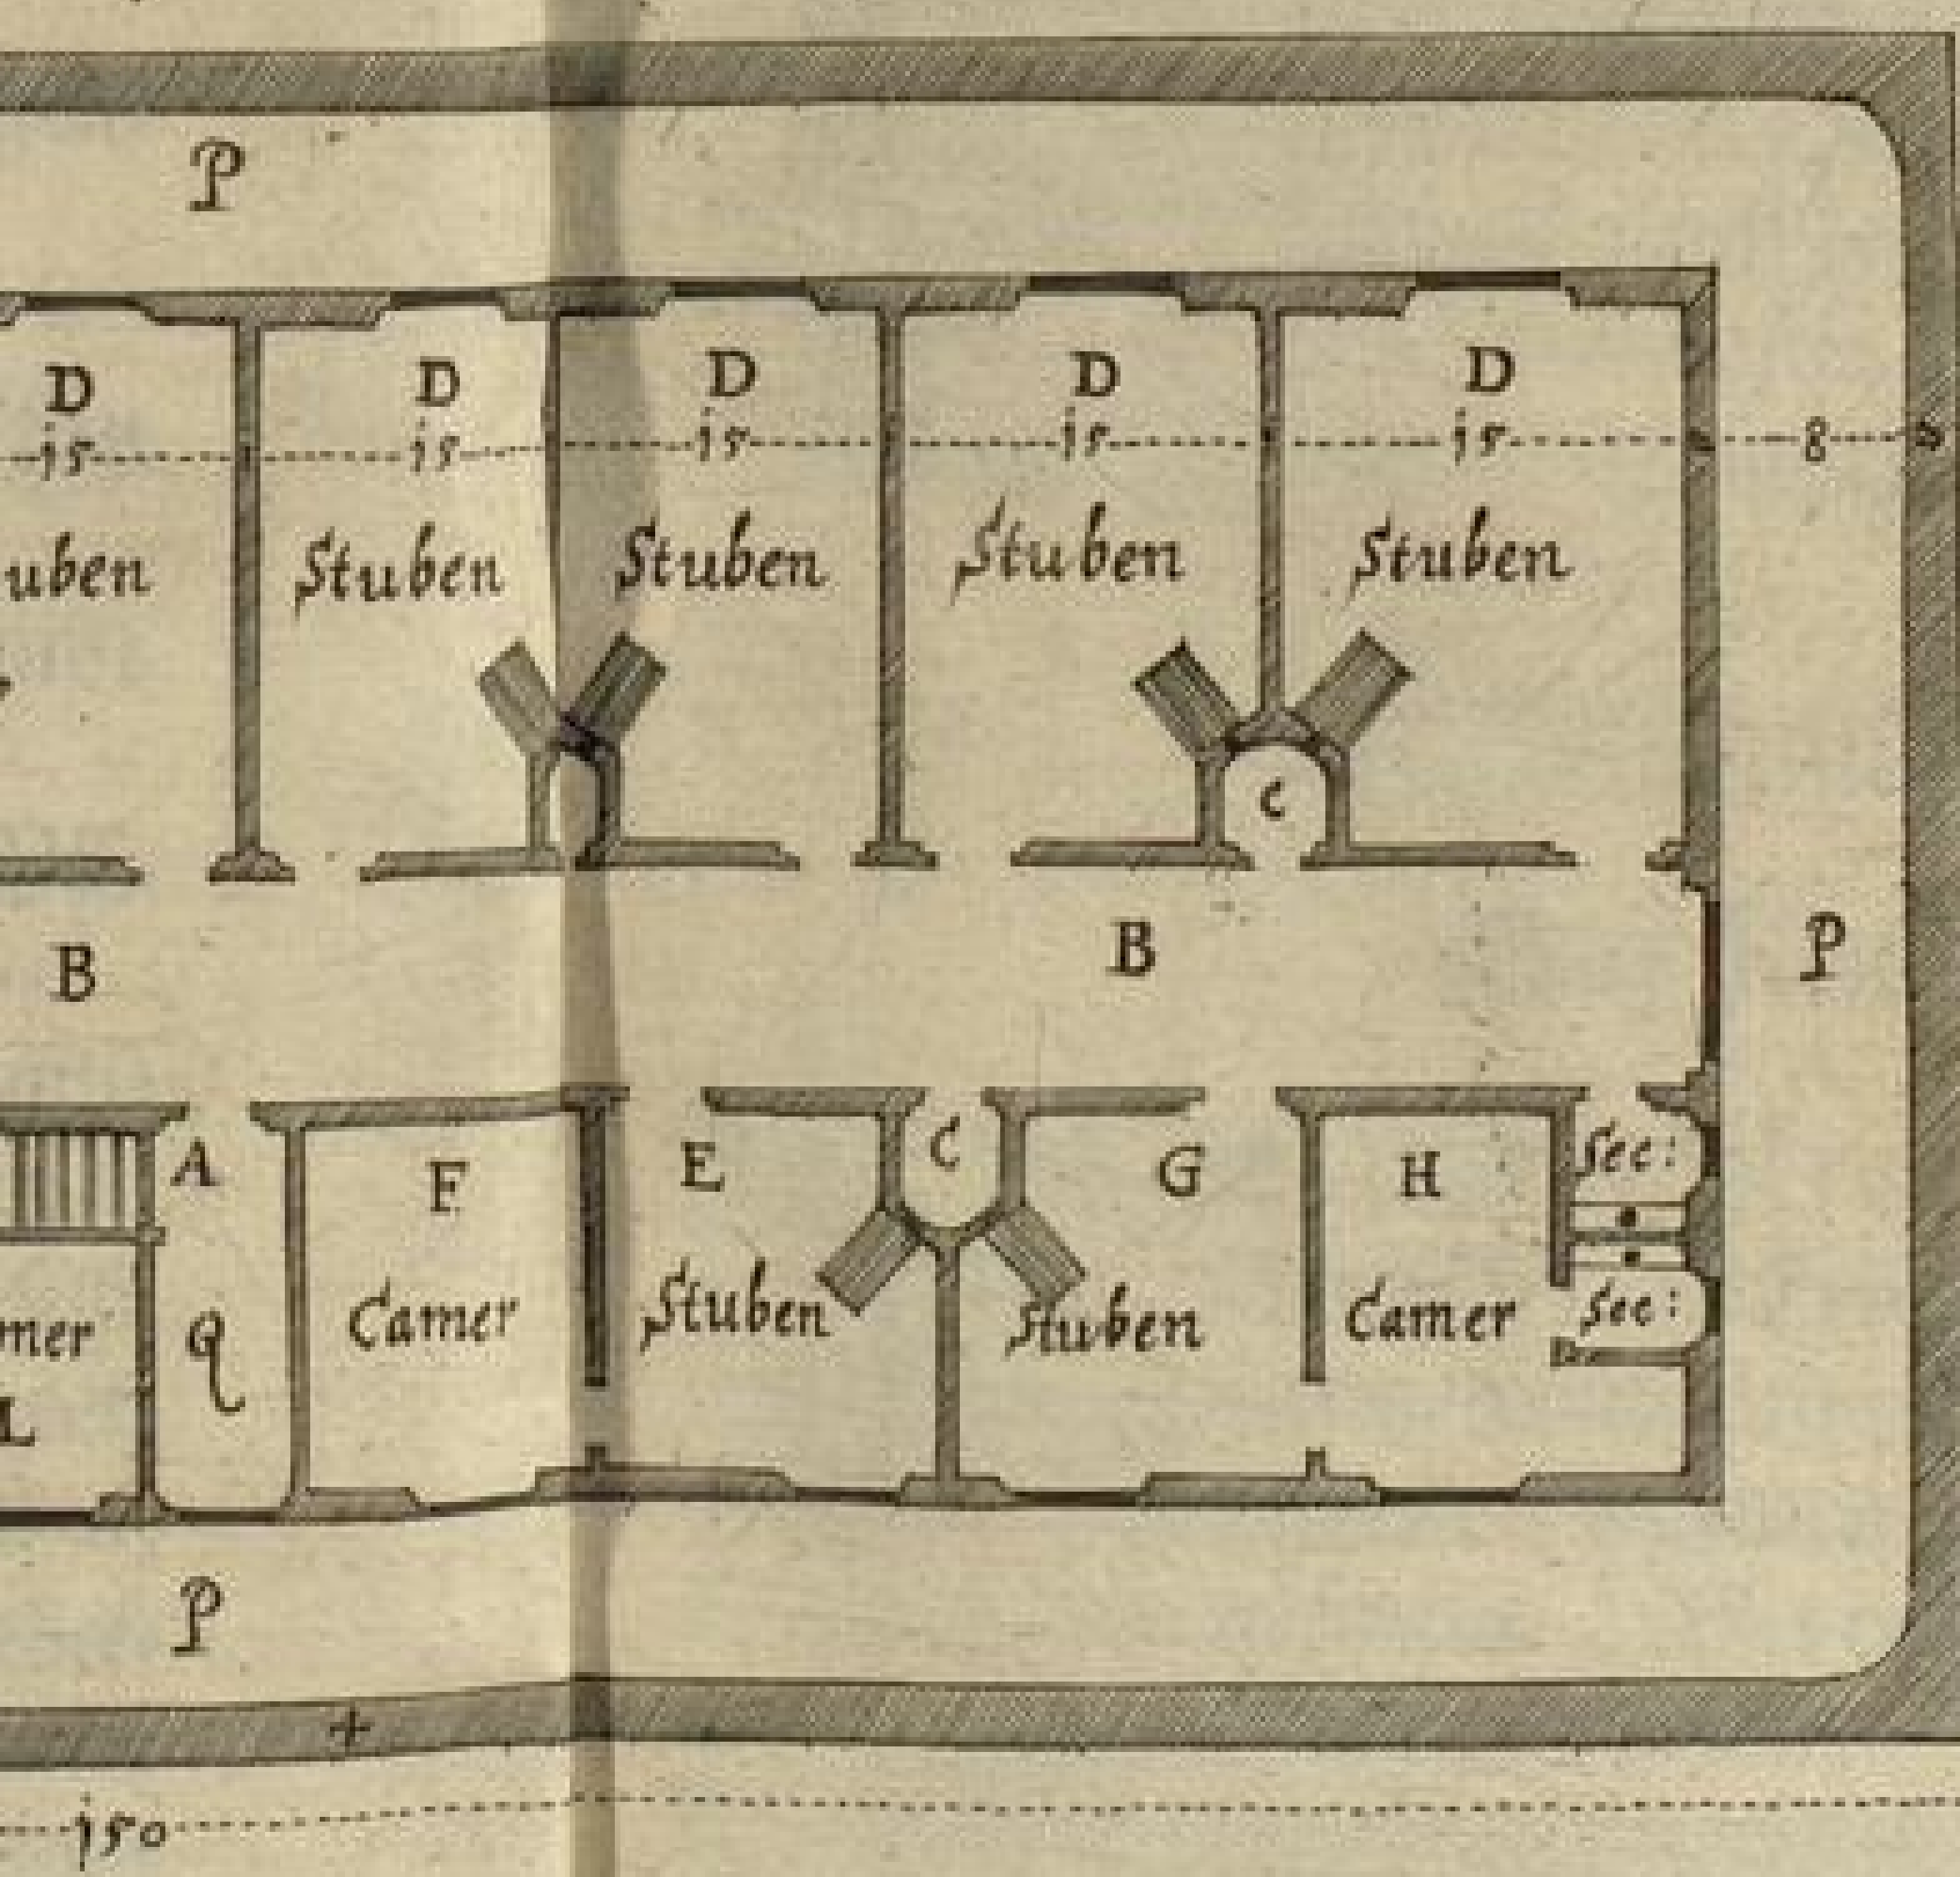 P
D D D D D
15 15 15 15 15 8
uben Stuben Stuben Stuben Stuben
C
B B P
A F E C G H Sec:
mer Q Camer Stuben Stuben Camer Sec:
L
P
+
150